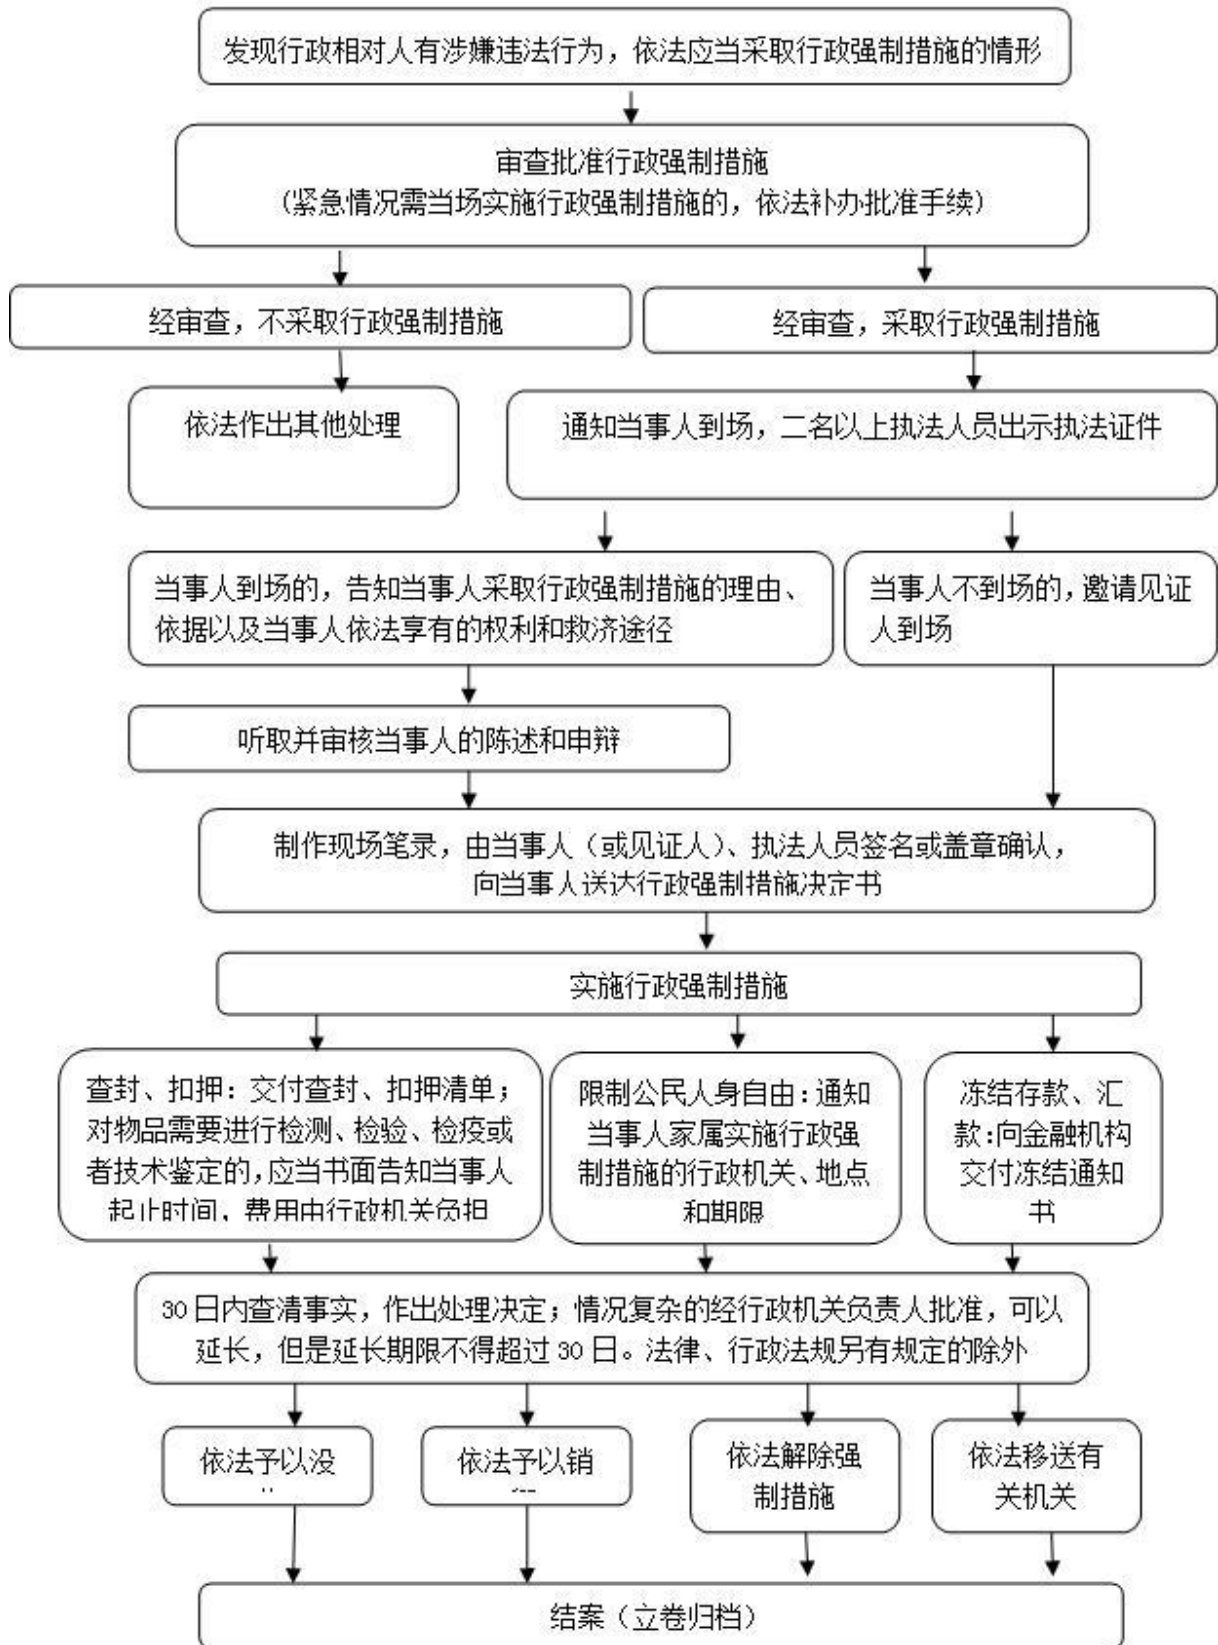 发现行政相对人有涉嫌违法行为，依法应当采取行政强制措施的情形
审查批准行政强制措施
（紧急情况需当场实施行政强制措施的，依法补办批准手续）
经审查，不采取行政强制措施
经审查，采取行政强制措施
依法作出其他处理
通知当事人到场，二名以上执法人员出示执法证件
当事人到场的，告知当事人采取行政强制措施的理由、
依据以及当事人依法享有的权利和救济途径
当事人不到场的，邀请见证
人到场
听取并审核当事人的陈述和申辩
制作现场笔录，由当事人（或见证人）、执法人员签名或盖章确认，
向当事人送达行政强制措施决定书
实施行政强制措施
查封、扣押：交付查封、扣押清单；
对物品需要进行检测、检验、检疫或
者技术鉴定的，应当书面告知当事人
起止时间，费用由行政机关负担
限制公民人身自由：通知
当事人家属实施行政强
制措施的行政机关、地点
和期限
冻结存款、汇
款：向金融机构
交付冻结通知
书
30日内查清事实，作出处理决定；情况复杂的经行政机关负责人批准，可以
延长，但是延长期限不得超过30日。法律、行政法规另有规定的除外
依法予以没
依法予以销
依法解除强
制措施
依法移送有
关机关
结案（立卷归档）